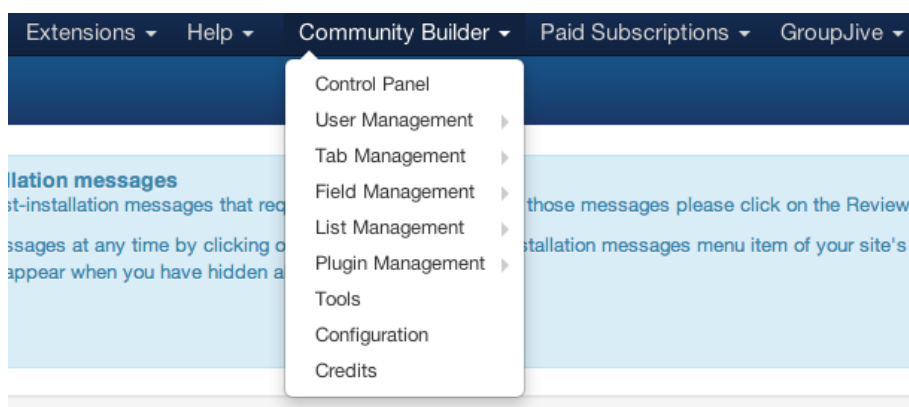 Extensions Help Community Builder Paid Subscriptions GroupJive
Control Panel
User Management
Tab Management
Field Management
List Management
Plugin Management
Tools
Configuration
Credits
llation messages
st-installation messages that req those messages please click on the Review
ssages at any time by clicking o stallation messages menu item of your site's
appear when you have hidden a